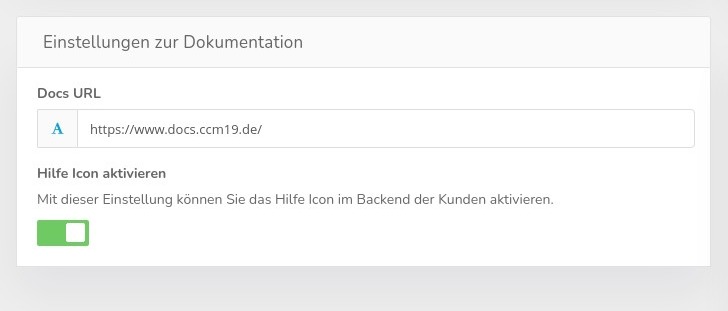 Einstellungen zur Dokumentation
Docs URL
A https://www.docs.ccm19.de/
Hilfe Icon aktivieren
Mit dieser Einstellung können Sie das Hilfe Icon im Backend der Kunden aktivieren.